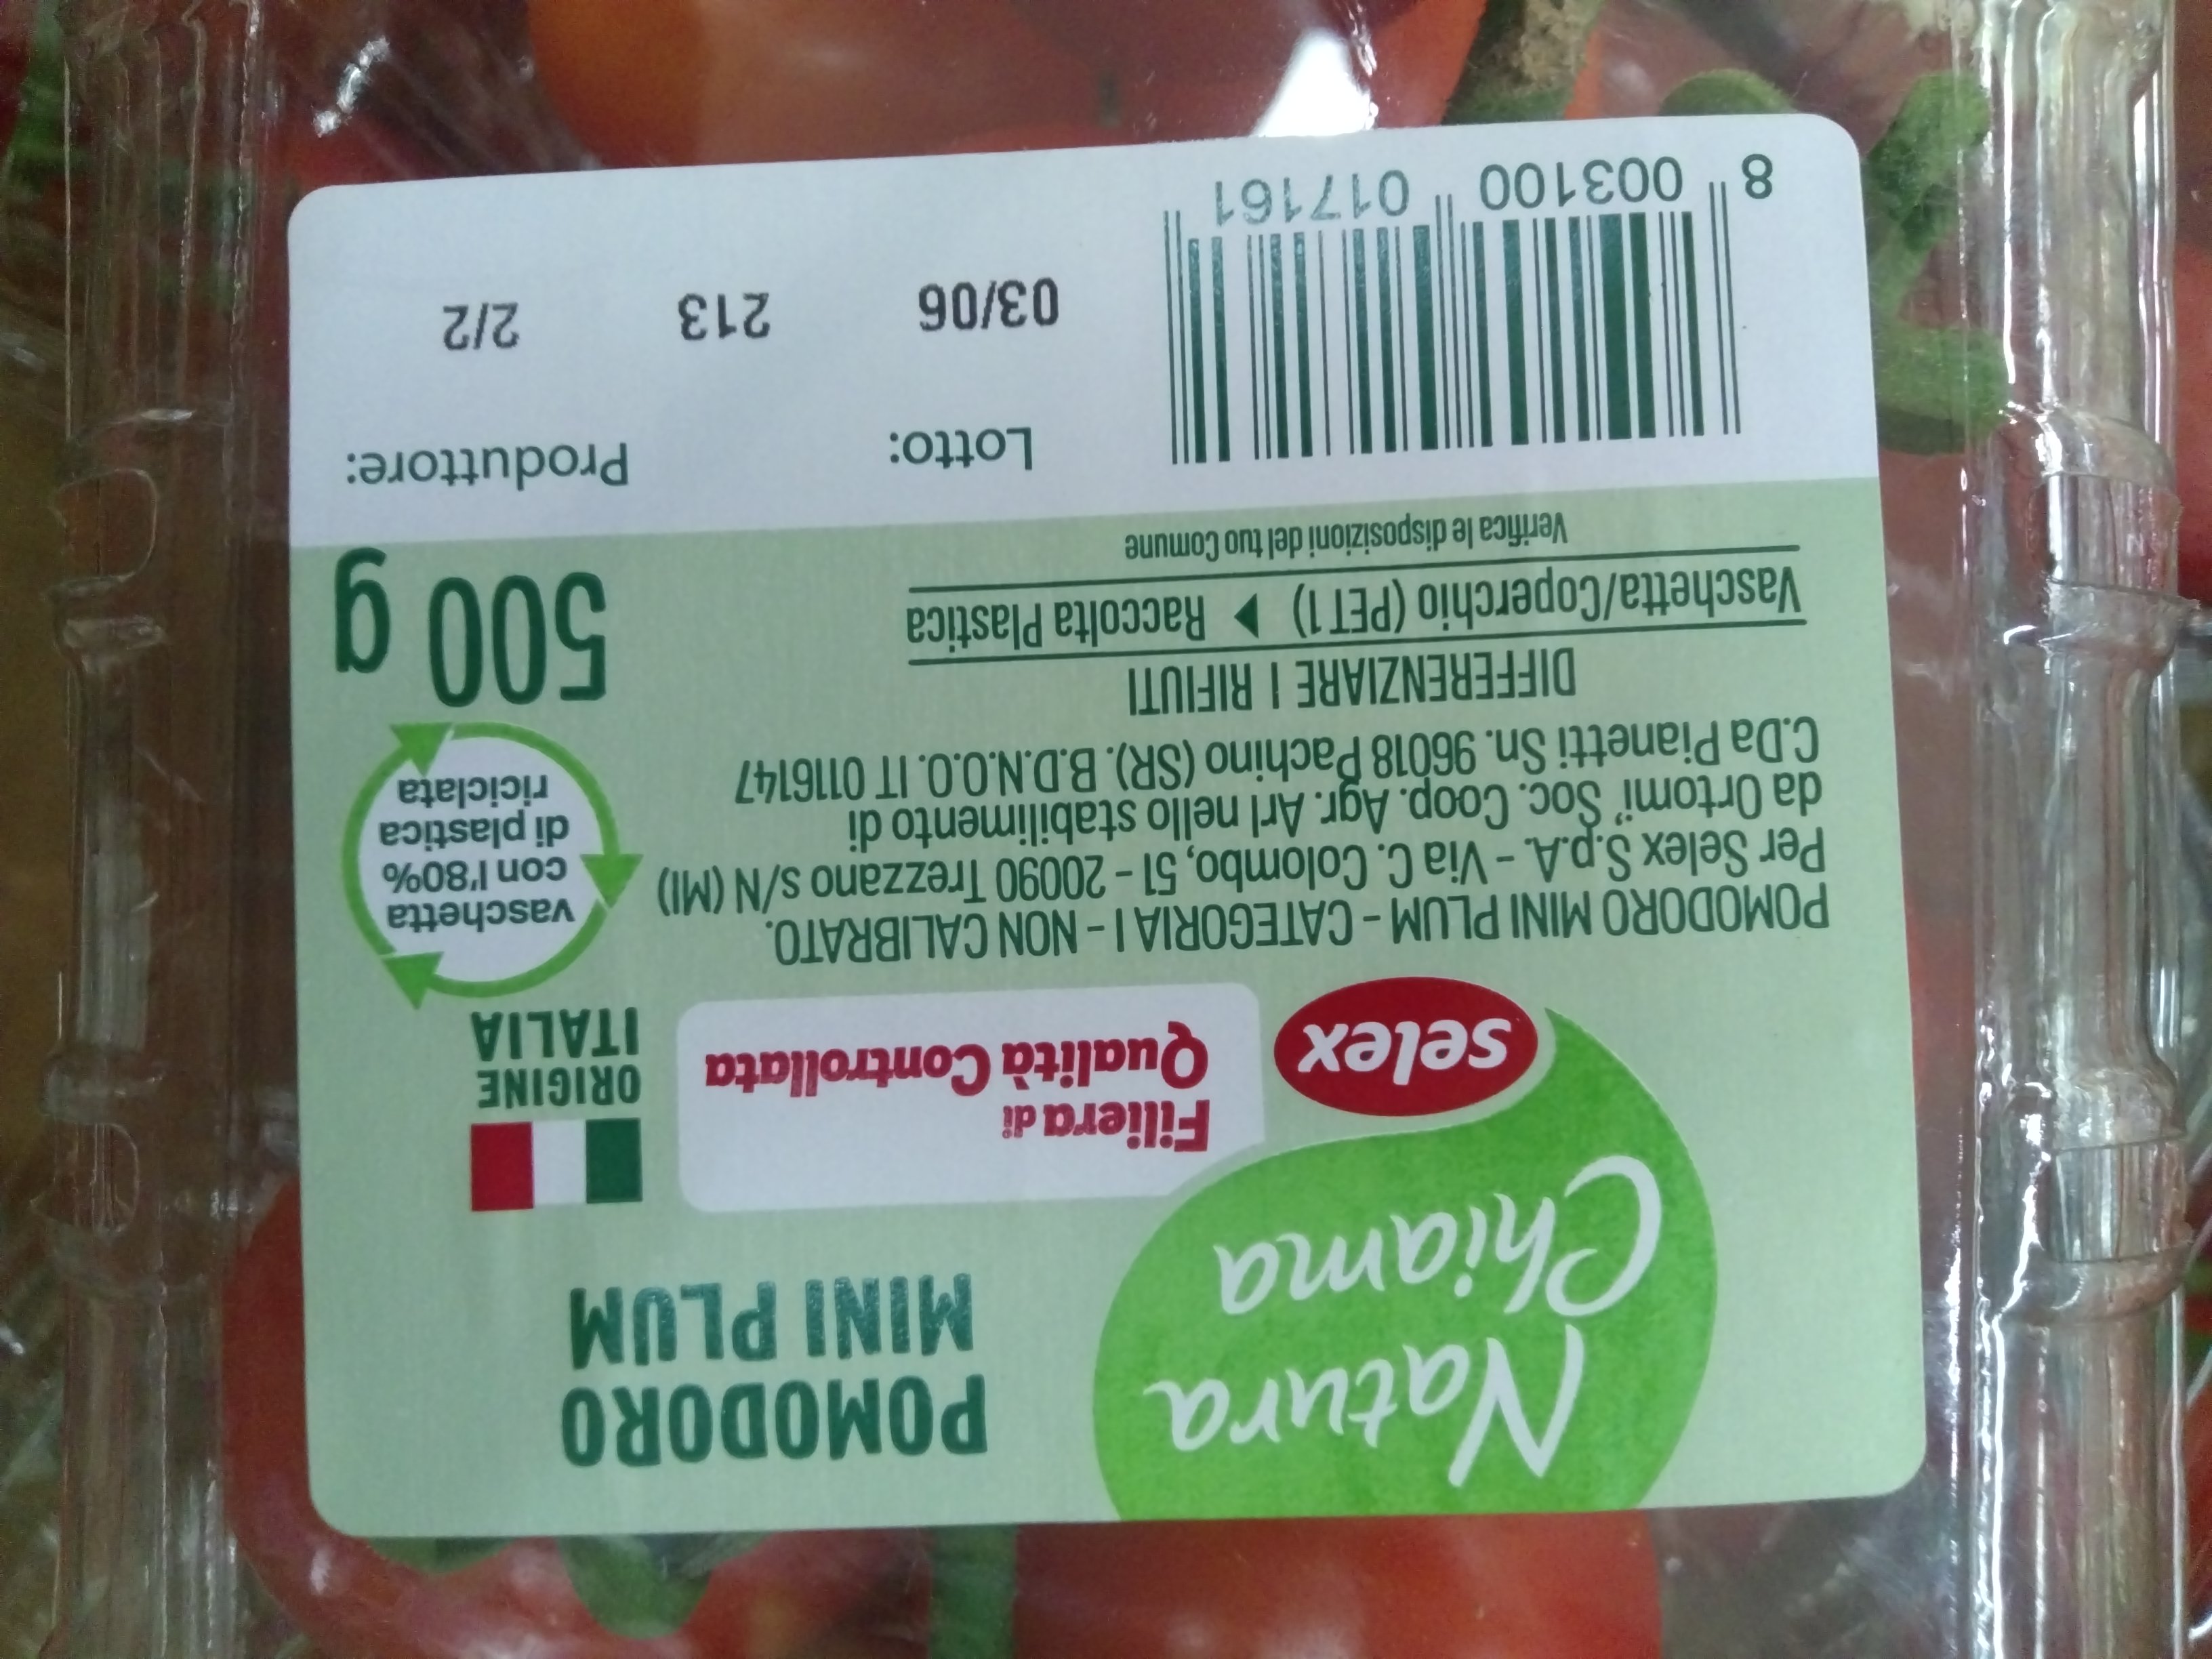 Natura
Chiama
selex
POMODORO
MINI PLUM
Filiera di
Qualità Controllata
ORIGINE
ITALIA
POMODORO MINI PLUM - CATEGORIA I - NON CALIBRATO.
Per Selex S.p.A. - Via C. Colombo, 51 - 20090 Trezzano s/N (MI)
da Ortomi" Soc. Coop. Agr. Arl nello stabilimento di
C.Da Pianetti Sn. 96018 Pachino (SR). B.D.N.O.O. IT 0116147
vaschetta
con l'80%
di plastica
riciclata
DIFFERENZIARE I RIFIUTI
Vaschetta/Coperchio (PET1) ▶ Raccolta Plastica
Verifica le disposizioni del tuo Comune
500 g
Lotto: Produttore:
03/06 213 2/2
8 003100 017161